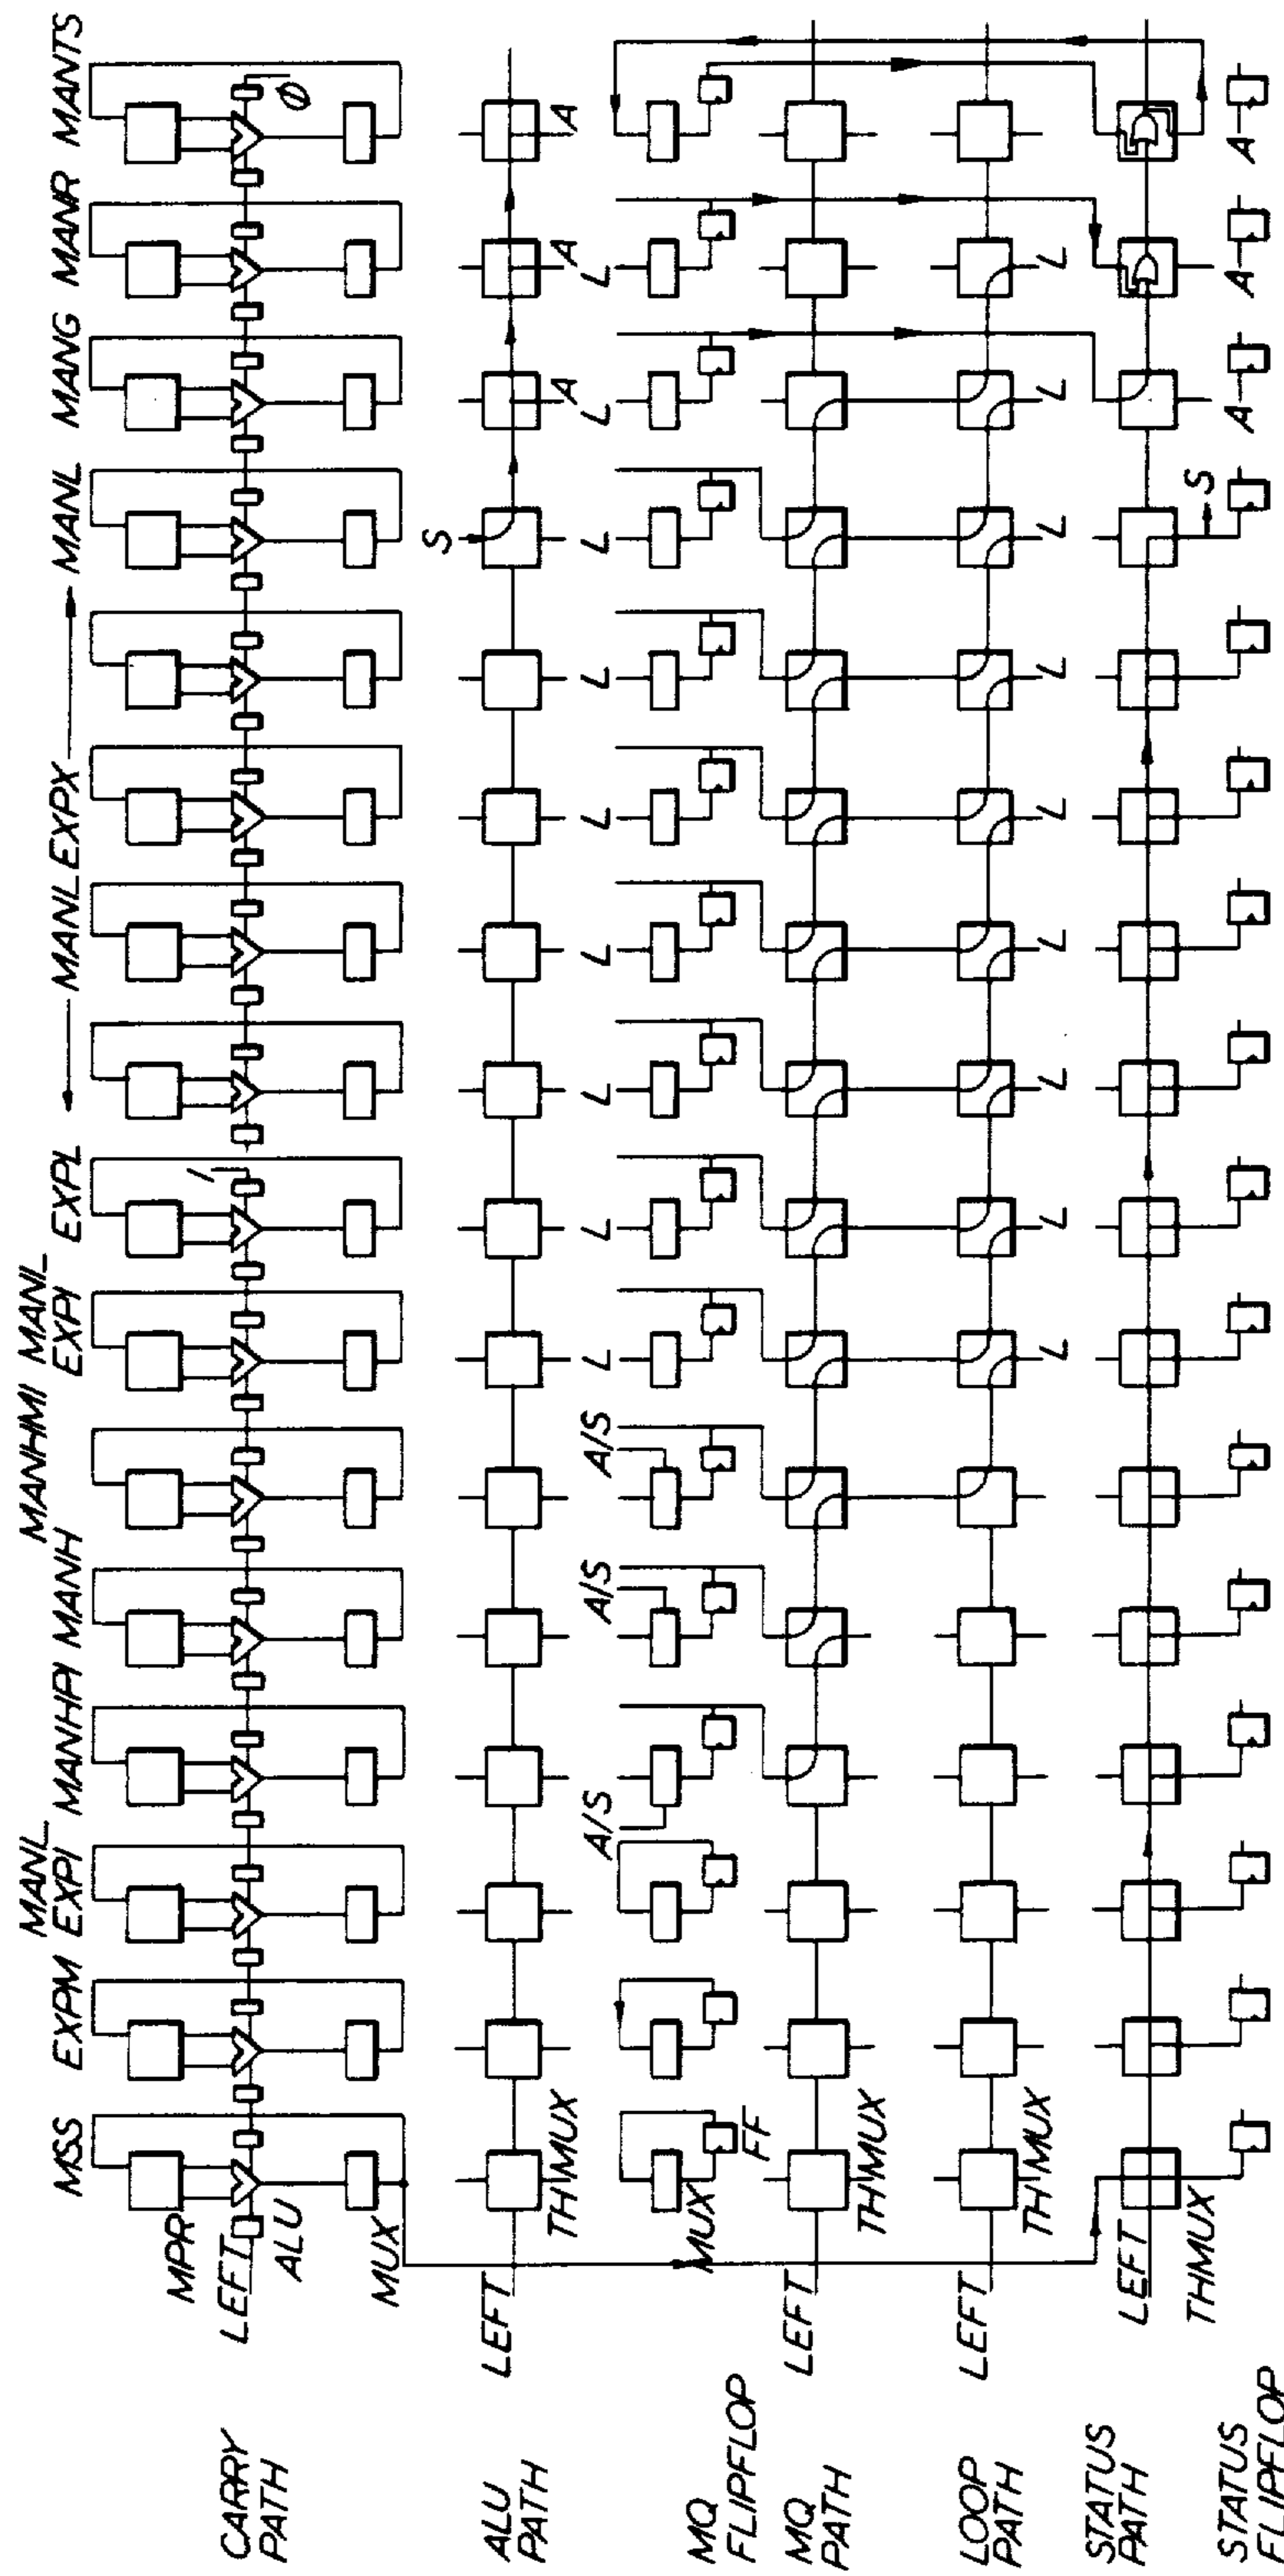 MANL MANHMI MANL
MSS EXPM EXPI MANHPI MANH EXPI EXPL MANL EXPX MANL MANG MANR MANTS
MPR
LEFT
ALU
MUX
1
Ø
CARRY
PATH
S
A A A
LEFT
THMUX
ALU
PATH
A/S A/S A/S L L L L L L L L L
MUX
FF
MQ
FLIPFLOP
LEFT
THMUX
MQ
PATH
LEFT
THMUX
L L L L L L L L L
LOOP
PATH
LEFT
THMUX
STATUS
PATH
S
A A A
STATUS
FLIPFLOP